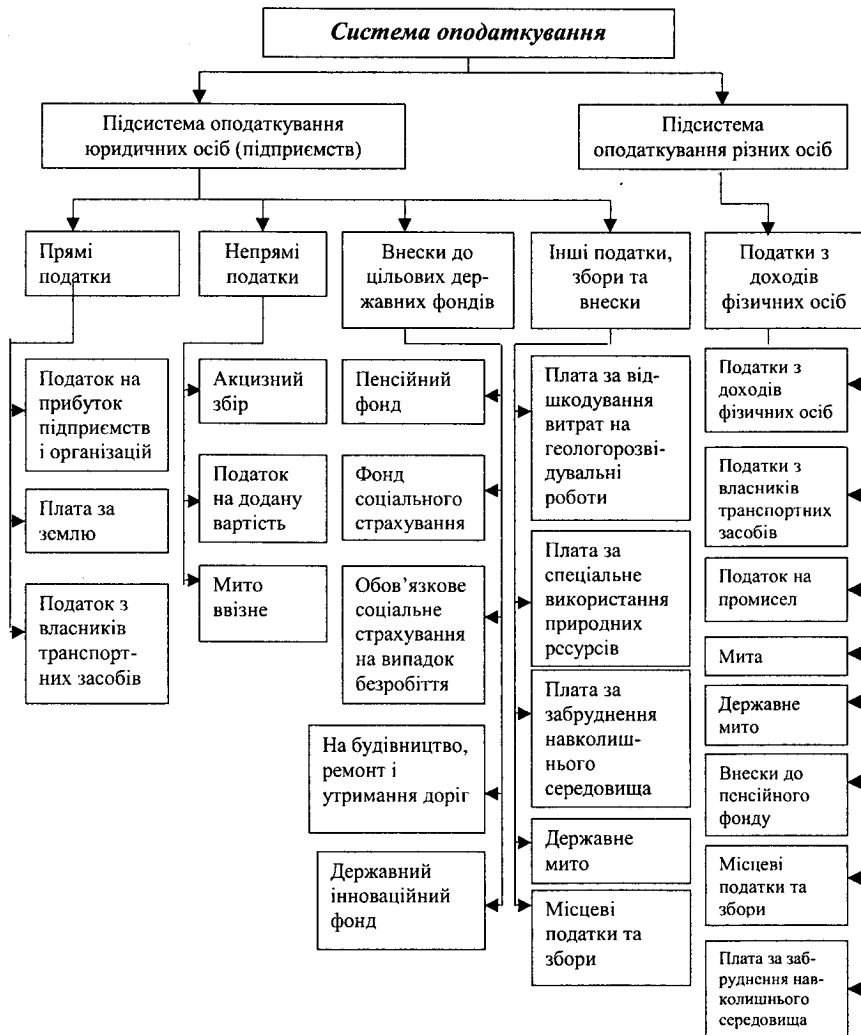 Система оподаткування
Підсистема оподаткування
юридичних осіб (підприємств)
Підсистема
оподаткування різних осіб
Прямі
податки
Непрямі
податки
Внески до
цільових дер-
жавних фондів
Інші податки,
збори та
внески
Податки з
доходів
фізичних осіб
Податок на
прибуток
підприємств
і організацій
Плата за
землю
Податок з
власників
транспорт-
них засобів
Акцизний
збір
Податок
на додану
вартість
Мито
ввізне
Пенсійний
фонд
Фонд
соціального
страхування
Обов’язкове
соціальне
страхування
на випадок
безробіття
На будівництво,
ремонт і
утримання доріг
Державний
інноваційний
фонд
Плата за від-
шкодування
витрат на
геологорозві-
дувальні
роботи
Плата за
спеціальне
використання
природних
ресурсів
Плата за
забруднення
навколиш-
нього
середовища
Державне
мито
Місцеві
податки та
збори
Податки з
доходів
фізичних осіб
Податки з
власників
транспортних
засобів
Податок на
промисел
Мита
Державне
мито
Внески до
пенсійного
фонду
Місцеві
податки та
збори
Плата за заб-
руднення нав-
колишнього
середовища